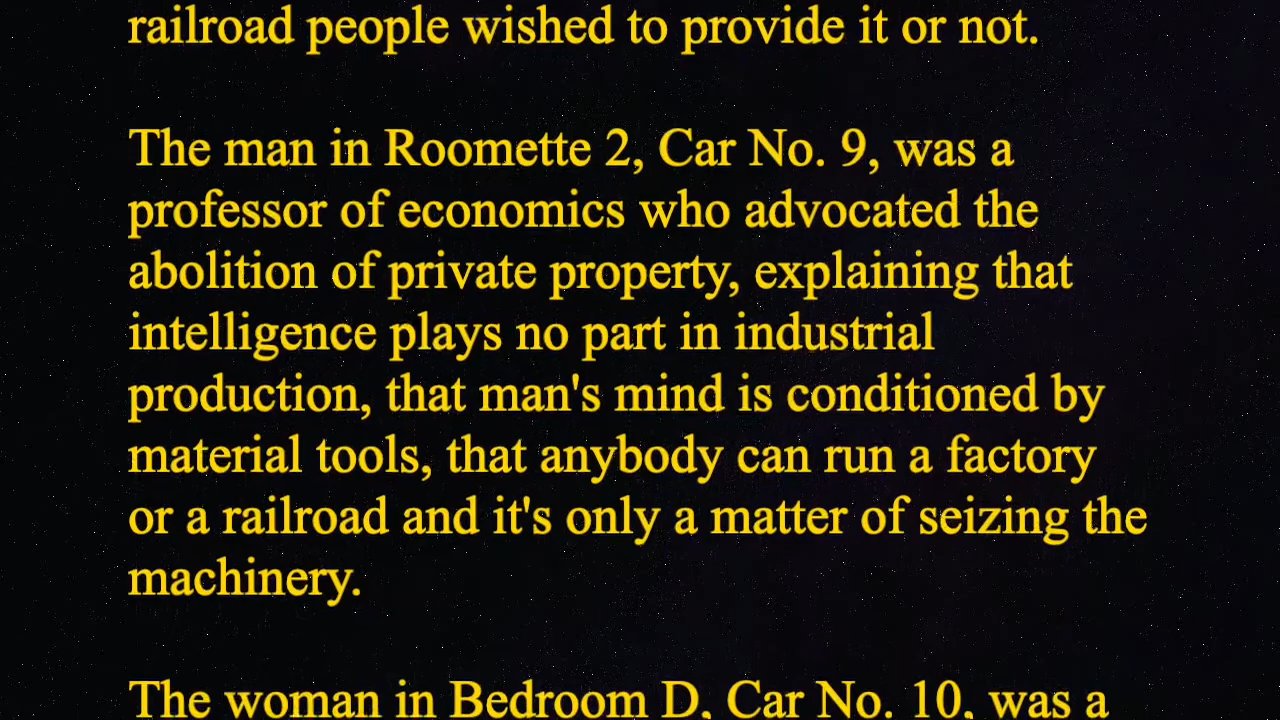 railroad people wished to provide it or not.
The man in Roomette 2, Car No. 9, was a
professor of economics who advocated the
abolition of private property, explaining that
intelligence plays no part in industrial
production, that man's mind is conditioned by
material tools, that anybody can run a factory
or a railroad and it's only a matter of seizing the
machinery.
The woman in Bedroom D, Car No. 10, was a